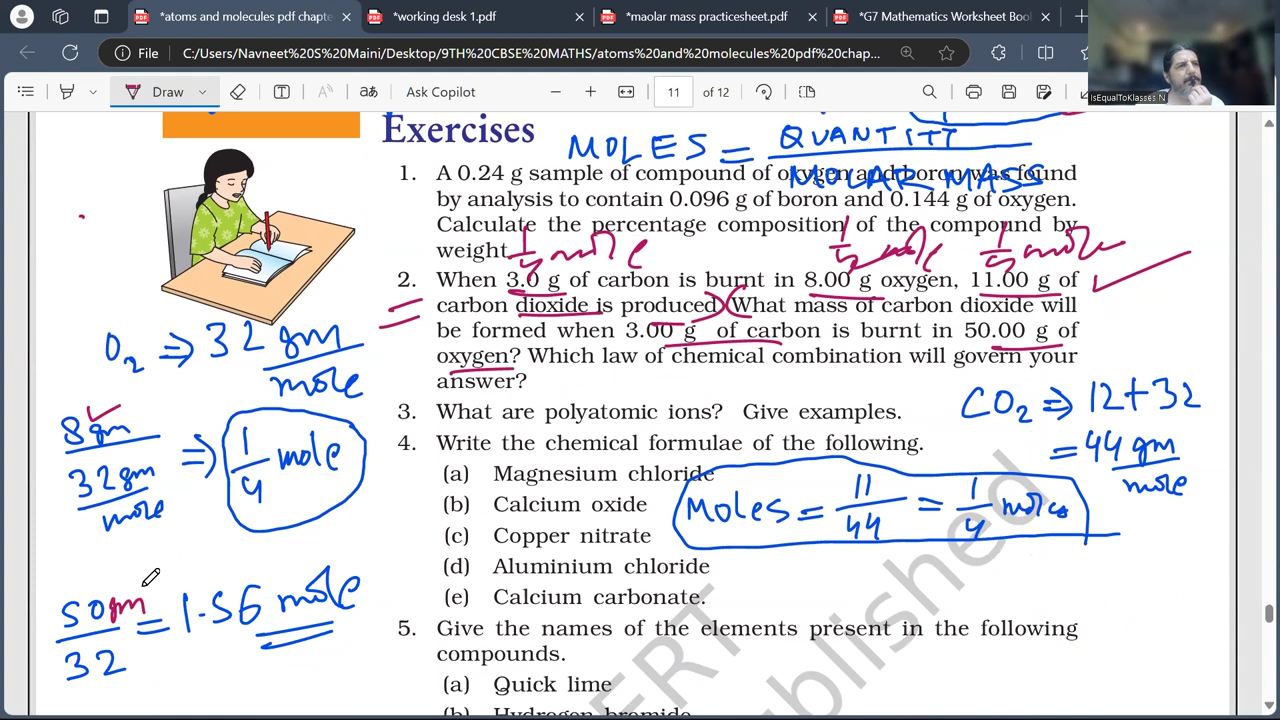 *atoms and molecules pdf chapte
*working desk 1.pdf
*maolar mass practicesheet.pdf
*G7 Mathematics Worksheet Boo
File C:/Users/Navneet%20S%20Maini/Desktop/9TH%20CBSE%20MATHS/atoms%20and%20molecules%20pdf%20chap...
Draw
Ask Copilot
11 of 12
IsEqualToKlasses N
Exercises
MOLES = QUANTITY
MOLAR MASS
1. A 0.24 g sample of compound of oxygen and boron was found
by analysis to contain 0.096 g of boron and 0.144 g of oxygen.
Calculate the percentage composition of the compound by
weight.
1/4 mole 1/4 mole 1/4 mole
2. When 3.0 g of carbon is burnt in 8.00 g oxygen, 11.00 g of
carbon dioxide is produced. What mass of carbon dioxide will
be formed when 3.00 g of carbon is burnt in 50.00 g of
oxygen? Which law of chemical combination will govern your
answer?
O2 ⇒ 32 gm/mole
8gm
32gm/mole
⇒ 1/4 mole
CO2 ⇒ 12+32
= 44 gm/mole
3. What are polyatomic ions? Give examples.
4. Write the chemical formulae of the following.
(a) Magnesium chloride
(b) Calcium oxide
(c) Copper nitrate
(d) Aluminium chloride
(e) Calcium carbonate.
Moles = 11/44 = 1/4 moles
50gm/32 = 1.56 mole
5. Give the names of the elements present in the following
compounds.
(a) Quick lime
(b) Hydrogen bromide
ERT
published